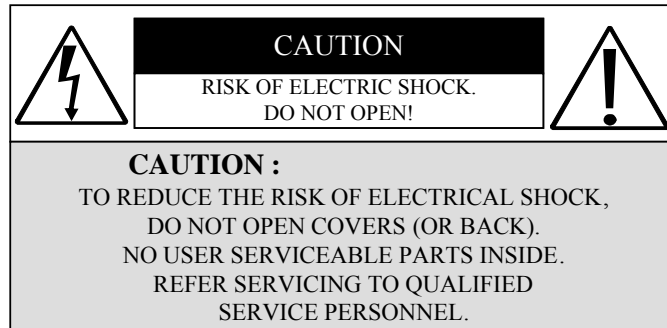 CAUTION
RISK OF ELECTRIC SHOCK.
DO NOT OPEN!
CAUTION :
TO REDUCE THE RISK OF ELECTRICAL SHOCK,
DO NOT OPEN COVERS (OR BACK).
NO USER SERVICEABLE PARTS INSIDE.
REFER SERVICING TO QUALIFIED
SERVICE PERSONNEL.